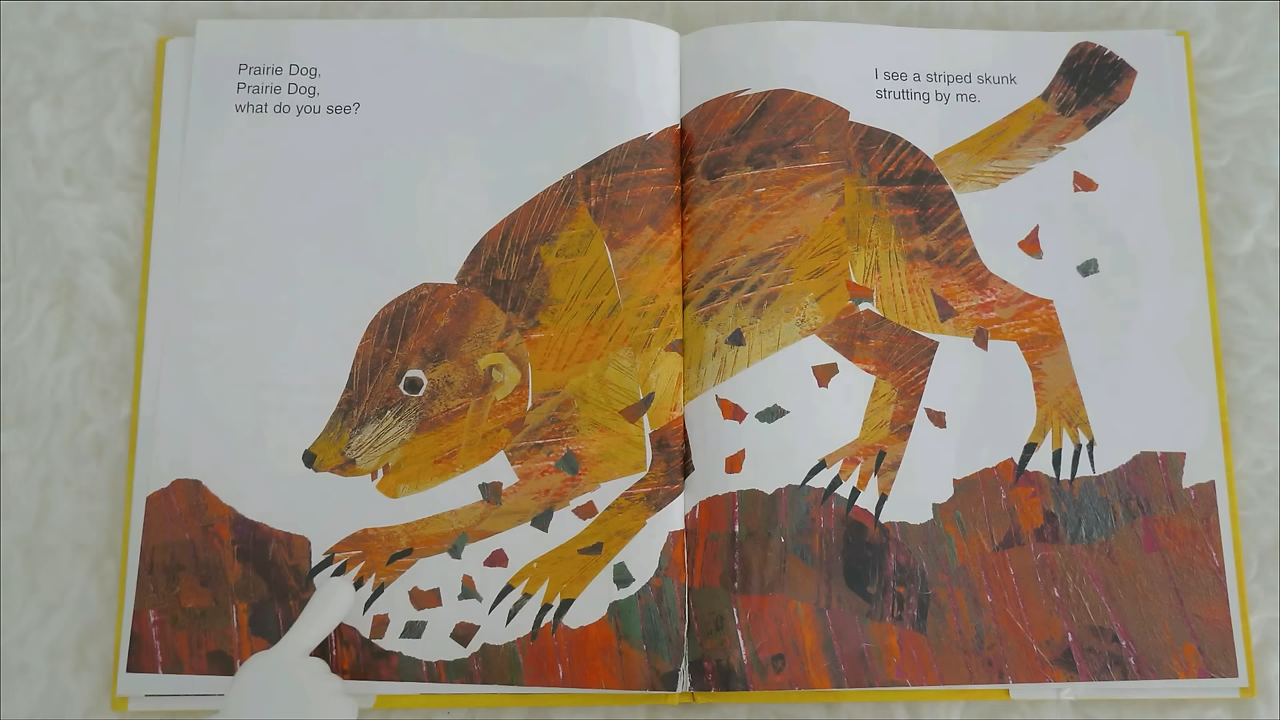 Prairie Dog,
Prairie Dog,
what do you see?
I see a striped skunk
strutting by me.